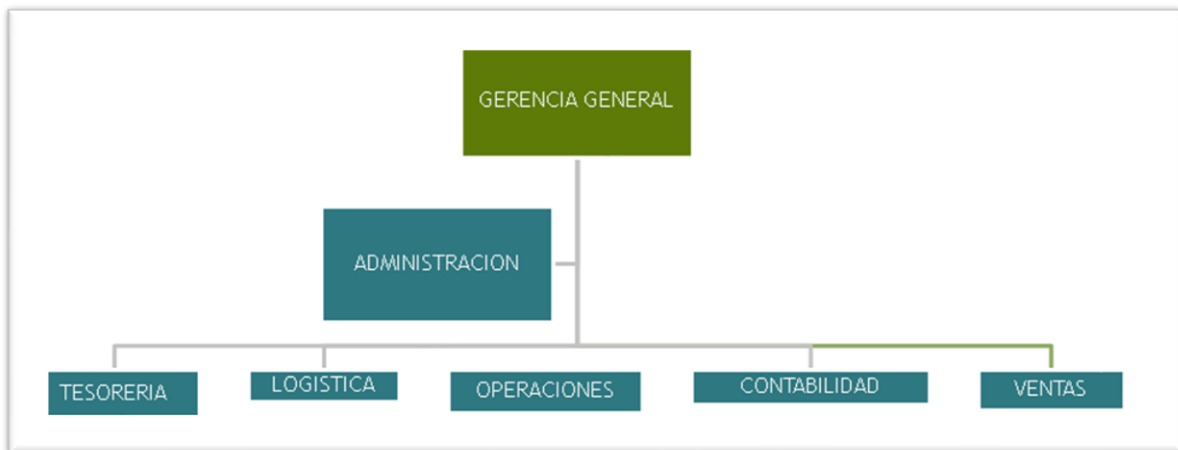 GERENCIA GENERAL
ADMINISTRACION
TESORERIA
LOGISTICA
OPERACIONES
CONTABILIDAD
VENTAS